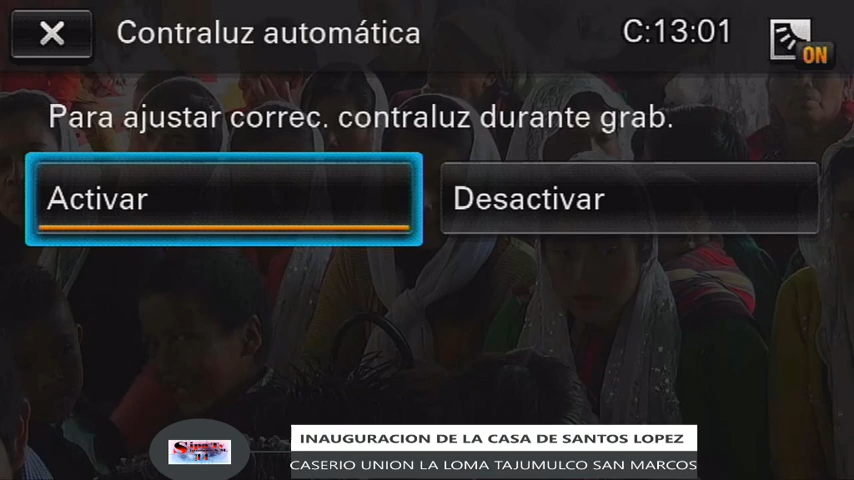 Contraluz automática
C:13:01
ON
Para ajustar correc. contraluz durante grab.
Activar
Desactivar
INAUGURACION DE LA CASA DE SANTOS LOPEZ
CASERIO UNION LA LOMA TAJUMULCO SAN MARCOS